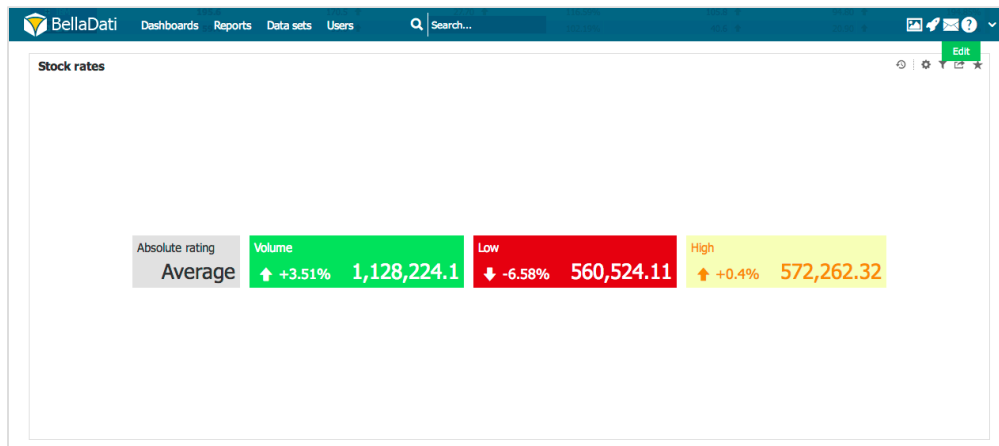 BellaDati Dashboards Reports Data sets Users Search...
Edit
Stock rates
Absolute rating Volume Low High
Average +3.51% 1,128,224.1 -6.58% 560,524.11 +0.4% 572,262.32